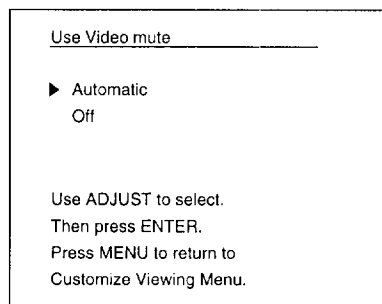 Use Video mute
▶ Automatic
Off
Use ADJUST to select.
Then press ENTER.
Press MENU to return to
Customize Viewing Menu.